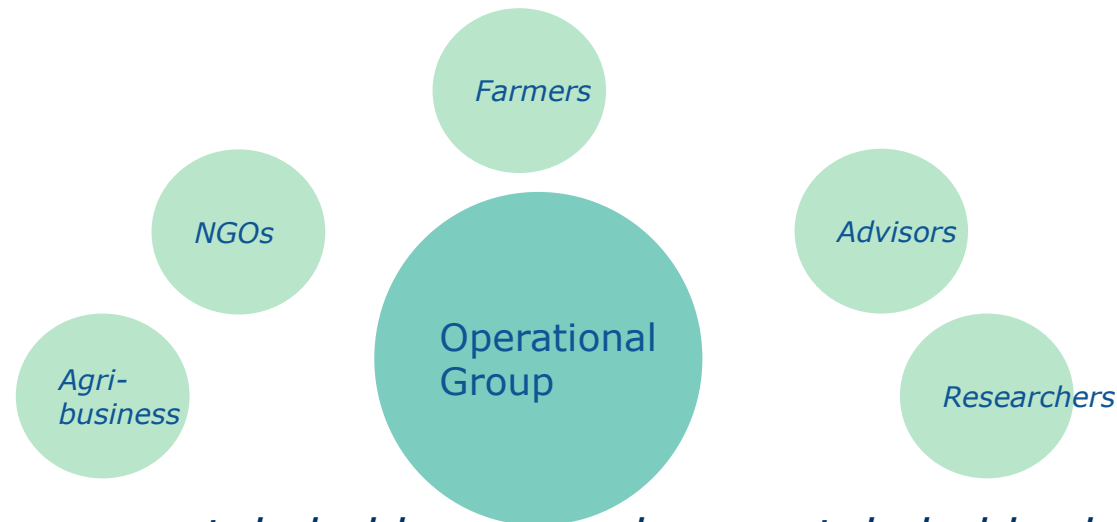 Farmers
NGOs
Advisors
Operational
Group
Agri-
business
Researchers